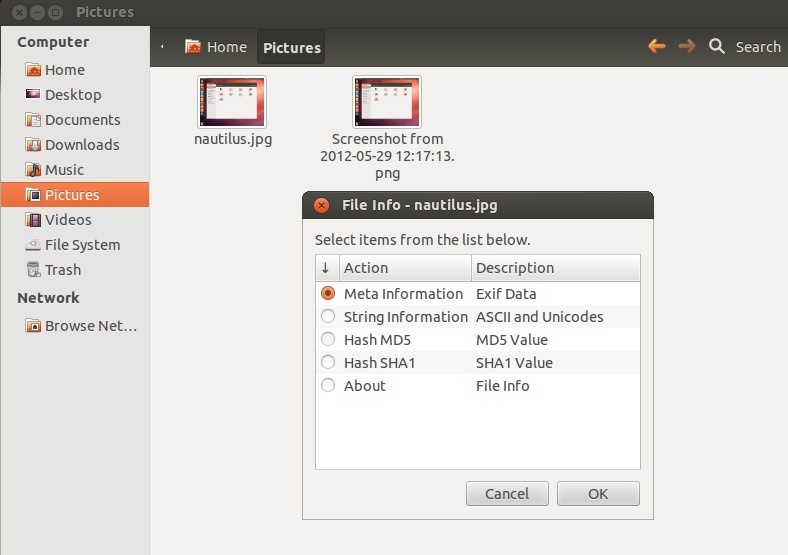 Pictures
Computer
Home
Desktop
Documents
Downloads
Music
Pictures
Videos
File System
Trash
Network
Browse Net...
Home
Pictures
Search
nautilus.jpg
Screenshot from
2012-05-29 12:17:13.
png
File Info - nautilus.jpg
Select items from the list below.
↓ Action Description
Meta Information Exif Data
String Information ASCII and Unicodes
Hash MD5 MD5 Value
Hash SHA1 SHA1 Value
About File Info
Cancel OK